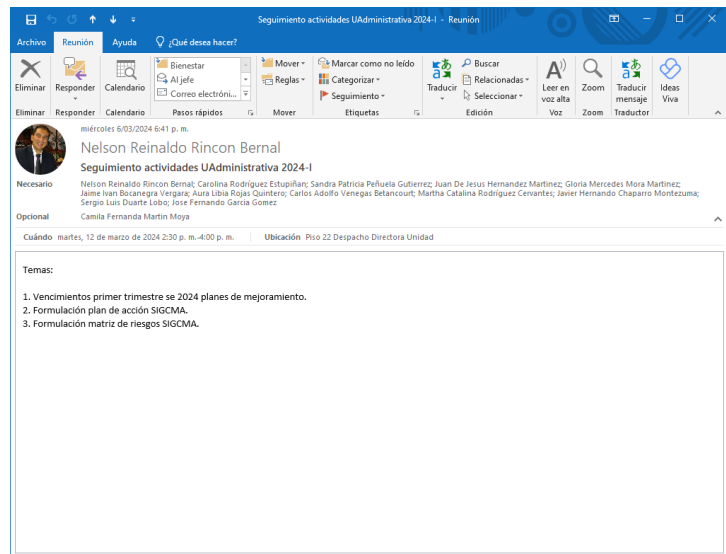 Seguimiento actividades UAdministrativa 2024-I - Reunión
Archivo Reunión Ayuda ¿Qué desea hacer?
Eliminar
Responder
Calendario
Bienestar
Al jefe
Correo electróni...
Mover
Reglas
Marcar como no leído
Categorizar
Seguimiento
Traducir
Buscar
Relacionadas
Seleccionar
Leer en
voz alta
Zoom
Traducir
mensaje
Ideas
Viva
Eliminar Responder Calendario Pasos rápidos Mover Etiquetas Edición Voz Zoom Traductor
miércoles 6/03/2024 6:41 p. m.
Nelson Reinaldo Rincon Bernal
Seguimiento actividades UAdministrativa 2024-I
Necesario Nelson Reinaldo Rincon Bernal; Carolina Rodríguez Estupiñan; Sandra Patricia Peñuela Gutierrez; Juan De Jesus Hernandez Martinez; Gloria Mercedes Mora Martinez;
Jaime Ivan Bocanegra Vergara; Aura Libia Rojas Quintero; Carlos Adolfo Venegas Betancourt; Martha Catalina Rodríguez Cervantes; Javier Hernando Chaparro Montezuma;
Sergio Luis Duarte Lobo; Jose Fernando Garcia Gomez
Opcional Camila Fernanda Martin Moya
Cuándo martes, 12 de marzo de 2024 2:30 p. m.-4:00 p. m. Ubicación Piso 22 Despacho Directora Unidad
Temas:
1. Vencimientos primer trimestre se 2024 planes de mejoramiento.
2. Formulación plan de acción SIGCMA.
3. Formulación matriz de riesgos SIGCMA.